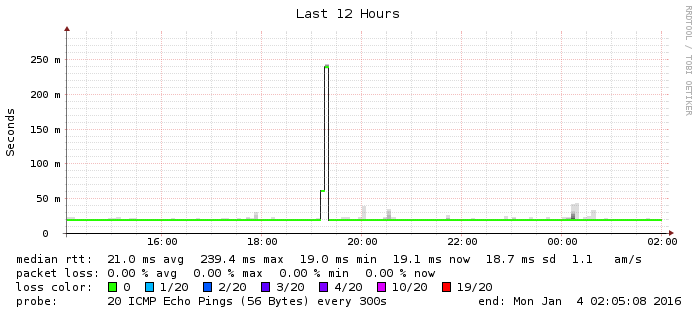 Last 12 Hours
RRDTOOL / TOBI OETIKER
Seconds
250 m
200 m
150 m
100 m
50 m
0
16:00 18:00 20:00 22:00 00:00 02:00
median rtt: 21.0 ms avg 239.4 ms max 19.0 ms min 19.1 ms now 18.7 ms sd 1.1 am/s
packet loss: 0.00 % avg 0.00 % max 0.00 % min 0.00 % now
loss color: 0 1/20 2/20 3/20 4/20 10/20 19/20
probe: 20 ICMP Echo Pings (56 Bytes) every 300s end: Mon Jan 4 02:05:08 2016